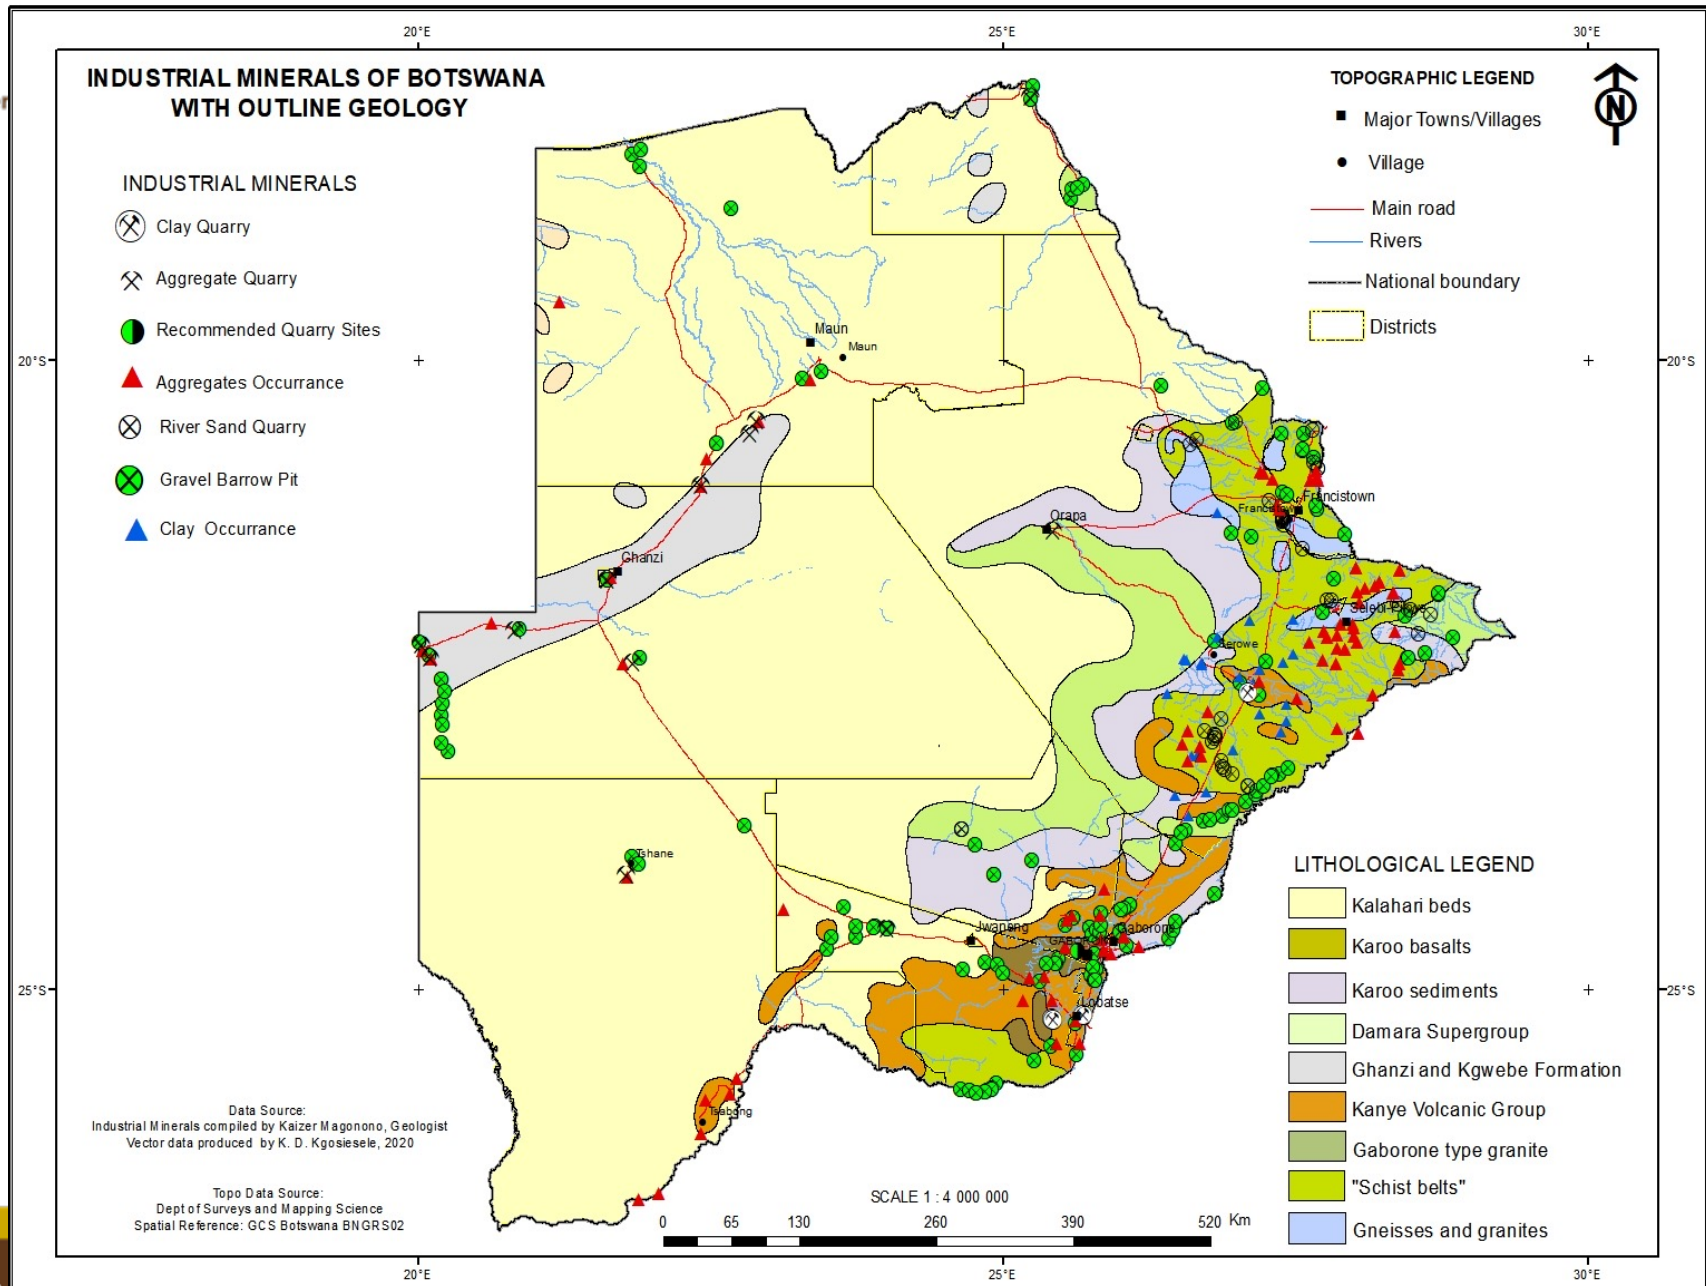 20°E
25°E
30°E
INDUSTRIAL MINERALS OF BOTSWANA
WITH OUTLINE GEOLOGY
INDUSTRIAL MINERALS
Clay Quarry
Aggregate Quarry
Recommended Quarry Sites
Aggregates Occurrance
River Sand Quarry
Gravel Barrow Pit
Clay Occurrance
TOPOGRAPHIC LEGEND
N
Major Towns/Villages
Village
Main road
Rivers
National boundary
Districts
20°S
20°S
Maun
Maun
Orapa
Francistown
Ghanzi
Serowe
Tshane
Jwaneng
Gaborone
Lobatse
Tsabong
25°S
25°S
LITHOLOGICAL LEGEND
Kalahari beds
Karoo basalts
Karoo sediments
Damara Supergroup
Ghanzi and Kgwebe Formation
Kanye Volcanic Group
Gaborone type granite
"Schist belts"
Gneisses and granites
Data Source:
Industrial Minerals compiled by Kaizer Magonono, Geologist
Vector data produced by K. D. Kgosiesele, 2020
Topo Data Source:
Dept of Surveys and Mapping Science
Spatial Reference: GCS Botswana BNGRS02
SCALE 1 : 4 000 000
0 65 130 260 390 520 Km
20°E
25°E
30°E